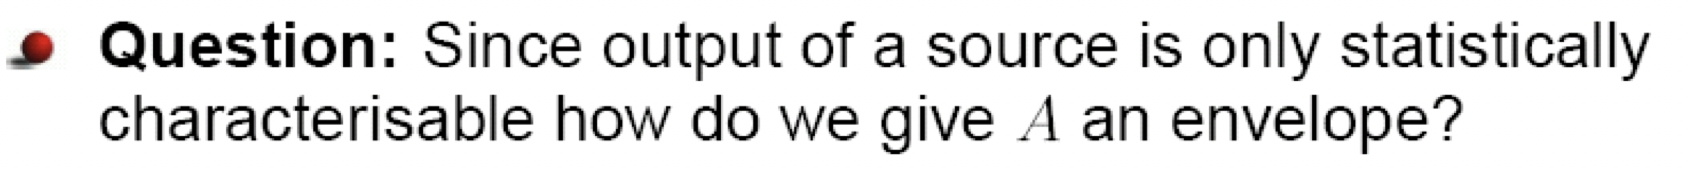 Question: Since output of a source is only statistically
characterisable how do we give A an envelope?